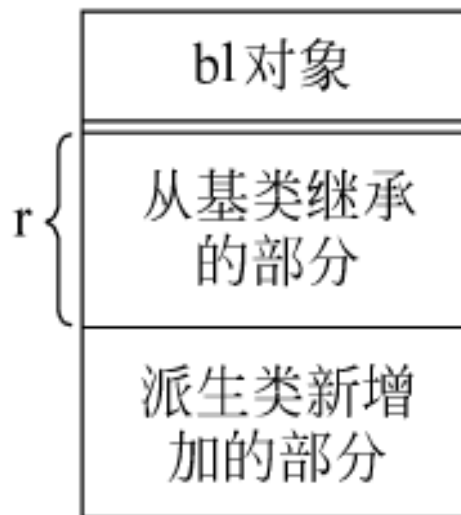 b1对象
r
从基类继承
的部分
派生类新增
加的部分